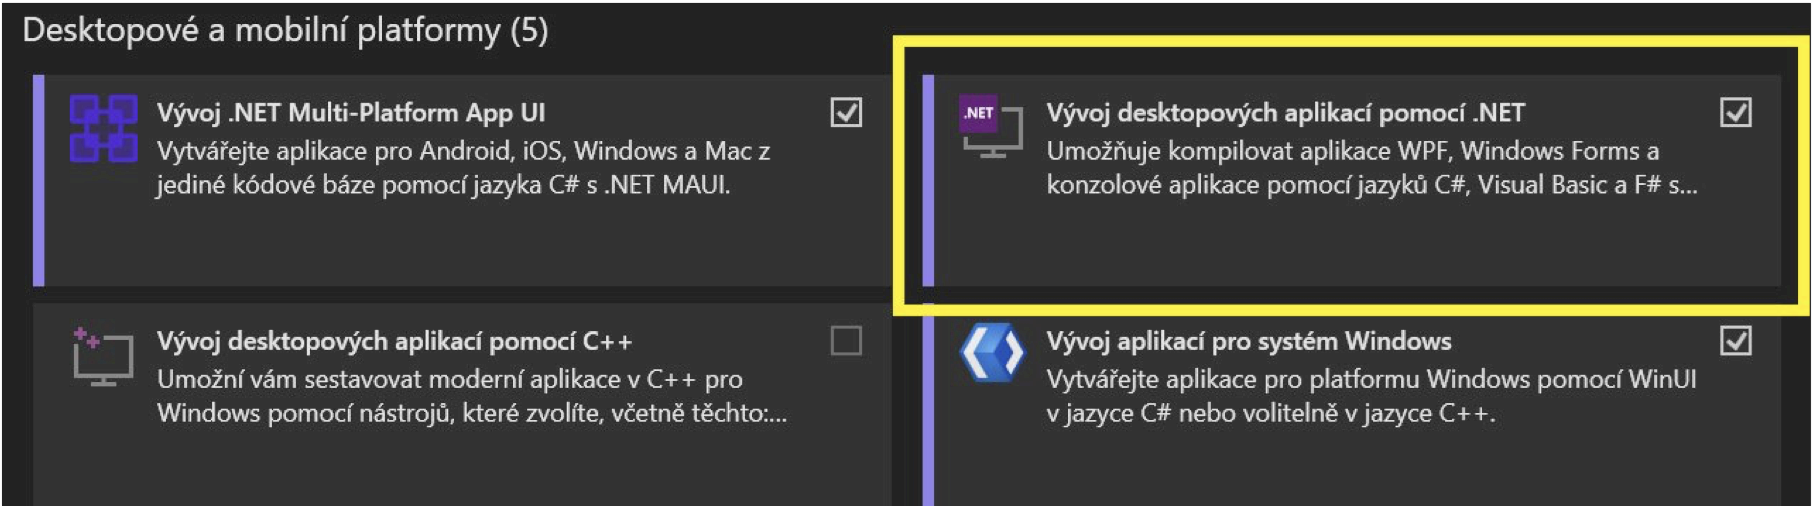 Desktopové a mobilní platformy (5)
Vývoj .NET Multi-Platform App UI
Vytvářejte aplikace pro Android, iOS, Windows a Mac z
jediné kódové báze pomocí jazyka C# s .NET MAUI.
.NET
Vývoj desktopových aplikací pomocí .NET
Umožňuje kompilovat aplikace WPF, Windows Forms a
konzolové aplikace pomocí jazyků C#, Visual Basic a F# s...
Vývoj desktopových aplikací pomocí C++
Umožní vám sestavovat moderní aplikace v C++ pro
Windows pomocí nástrojů, které zvolíte, včetně těchto:...
Vývoj aplikací pro systém Windows
Vytvářejte aplikace pro platformu Windows pomocí WinUI
v jazyce C# nebo volitelně v jazyce C++.